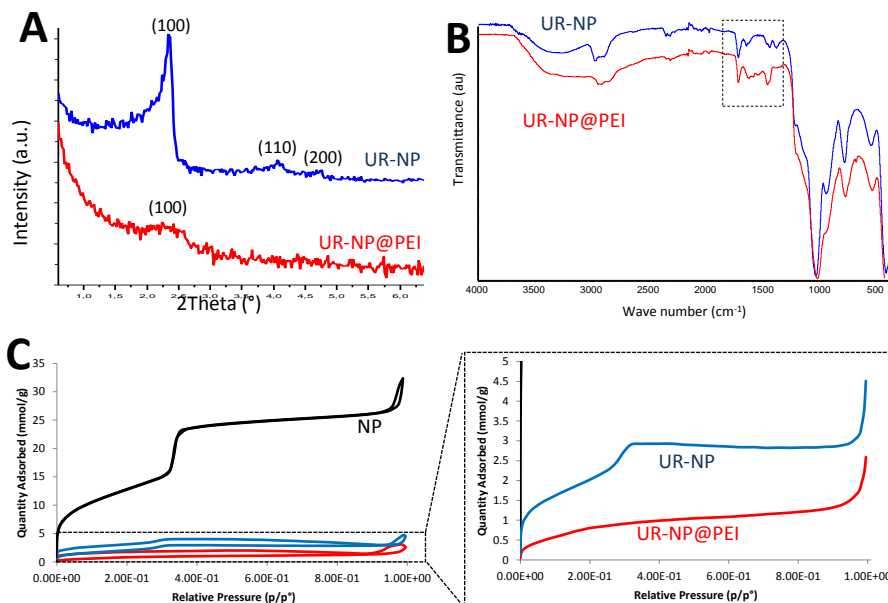 A
(100)
(110)
(200)
UR-NP
(100)
UR-NP@PEI
Intensity (a.u.)
1,0 1,5 2,0 2,5 3,0 3,5 4,0 4,5 5,0 5,5 6,0
2Theta (°)
B
UR-NP
UR-NP@PEI
Transmittance (au)
4000 3500 3000 2500 2000 1500 1000 500
Wave number (cm-1)
C
Quantity Adsorbed (mmol/g)
35
30
25
20
15
10
5
0
NP
0.00E+00 2.00E-01 4.00E-01 6.00E-01 8.00E-01 1.00E+00
Relative Pressure (p/p°)
Quantity Adsorbed (mmol/g)
5
4.5
4
3.5
3
2.5
2
1.5
1
0.5
0
UR-NP
UR-NP@PEI
0.00E+00 2.00E-01 4.00E-01 6.00E-01 8.00E-01 1.00E+00
Relative Pressure (p/p°)